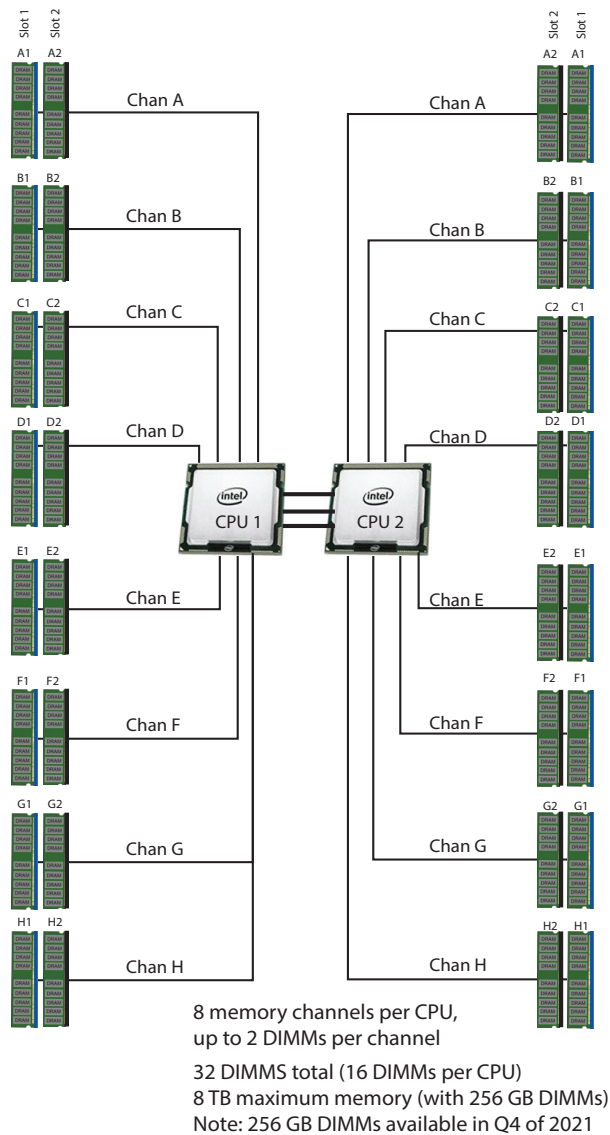 Slot 1 Slot 2
A1 A2
Chan A
B1 B2
Chan B
C1 C2
Chan C
D1 D2
Chan D
intel
CPU 1
E1 E2
Chan E
F1 F2
Chan F
G1 G2
Chan G
H1 H2
Chan H
Slot 2 Slot 1
A2 A1
Chan A
B2 B1
Chan B
C2 C1
Chan C
D2 D1
Chan D
intel
CPU 2
E2 E1
Chan E
F2 F1
Chan F
G2 G1
Chan G
H2 H1
Chan H
8 memory channels per CPU,
up to 2 DIMMs per channel
32 DIMMS total (16 DIMMs per CPU)
8 TB maximum memory (with 256 GB DIMMs)
Note: 256 GB DIMMs available in Q4 of 2021